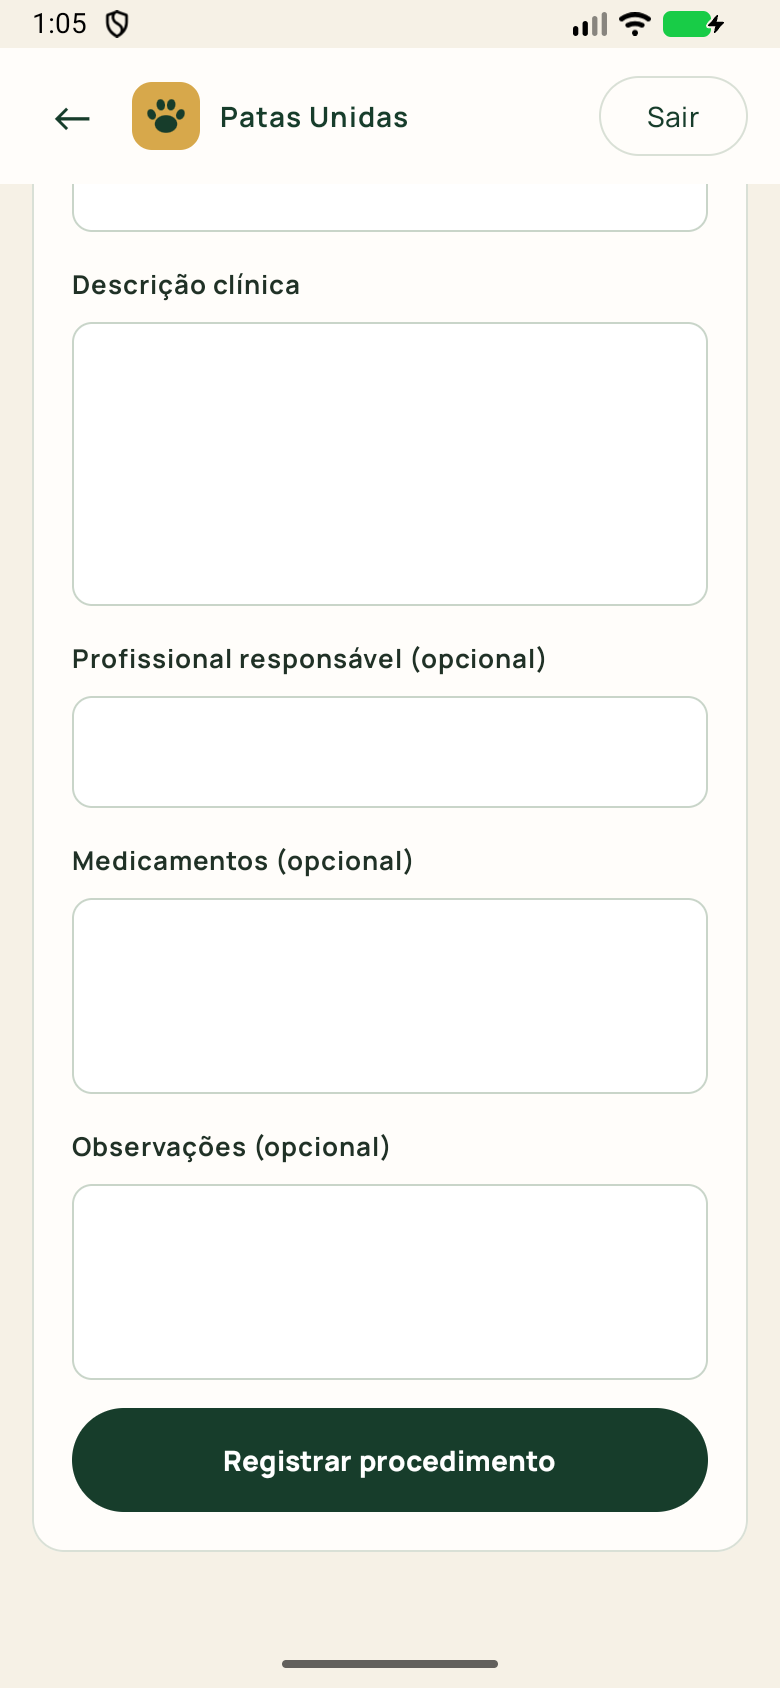 1:05
Patas Unidas
Sair
Descrição clínica
Profissional responsável (opcional)
Medicamentos (opcional)
Observações (opcional)
Registrar procedimento